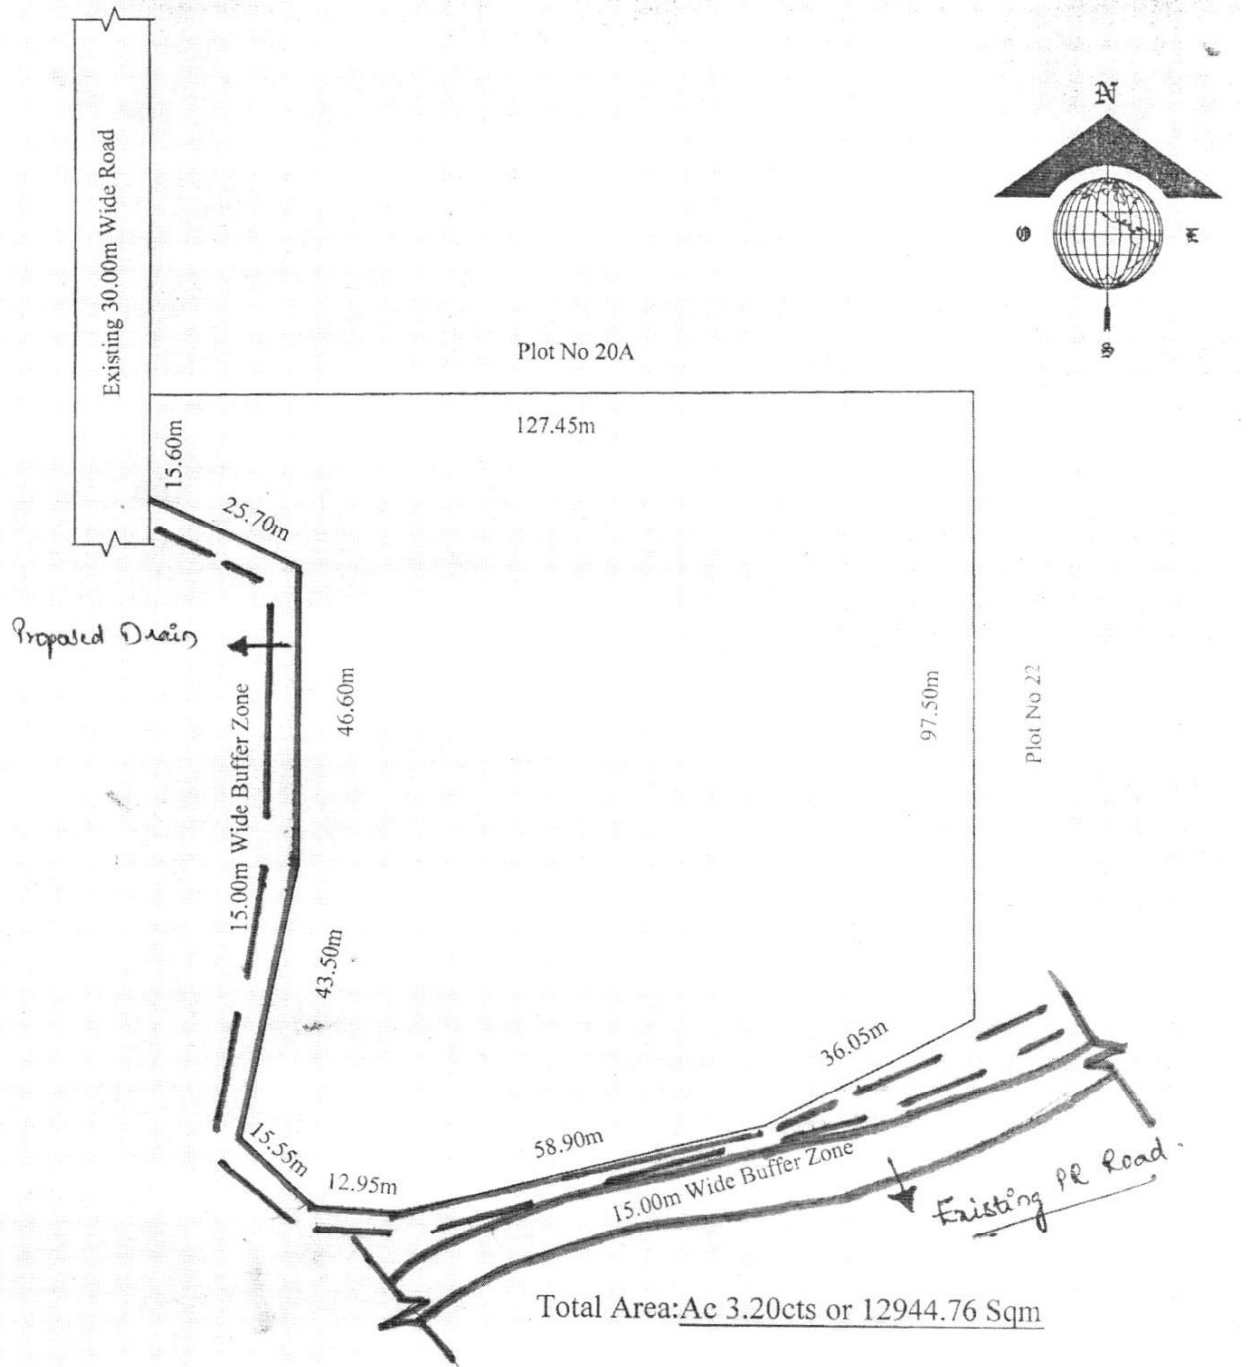 N
O
E
S
Existing 30.00m Wide Road
Plot No 20A
127.45m
15.60m
25.70m
Proposed Drain
46.60m
15.00m Wide Buffer Zone
97.50m
Plot No 22
43.50m
36.05m
15.55m
58.90m
12.95m
15.00m Wide Buffer Zone
Existing PR Road.
Total Area:Ac 3.20cts or 12944.76 Sqm